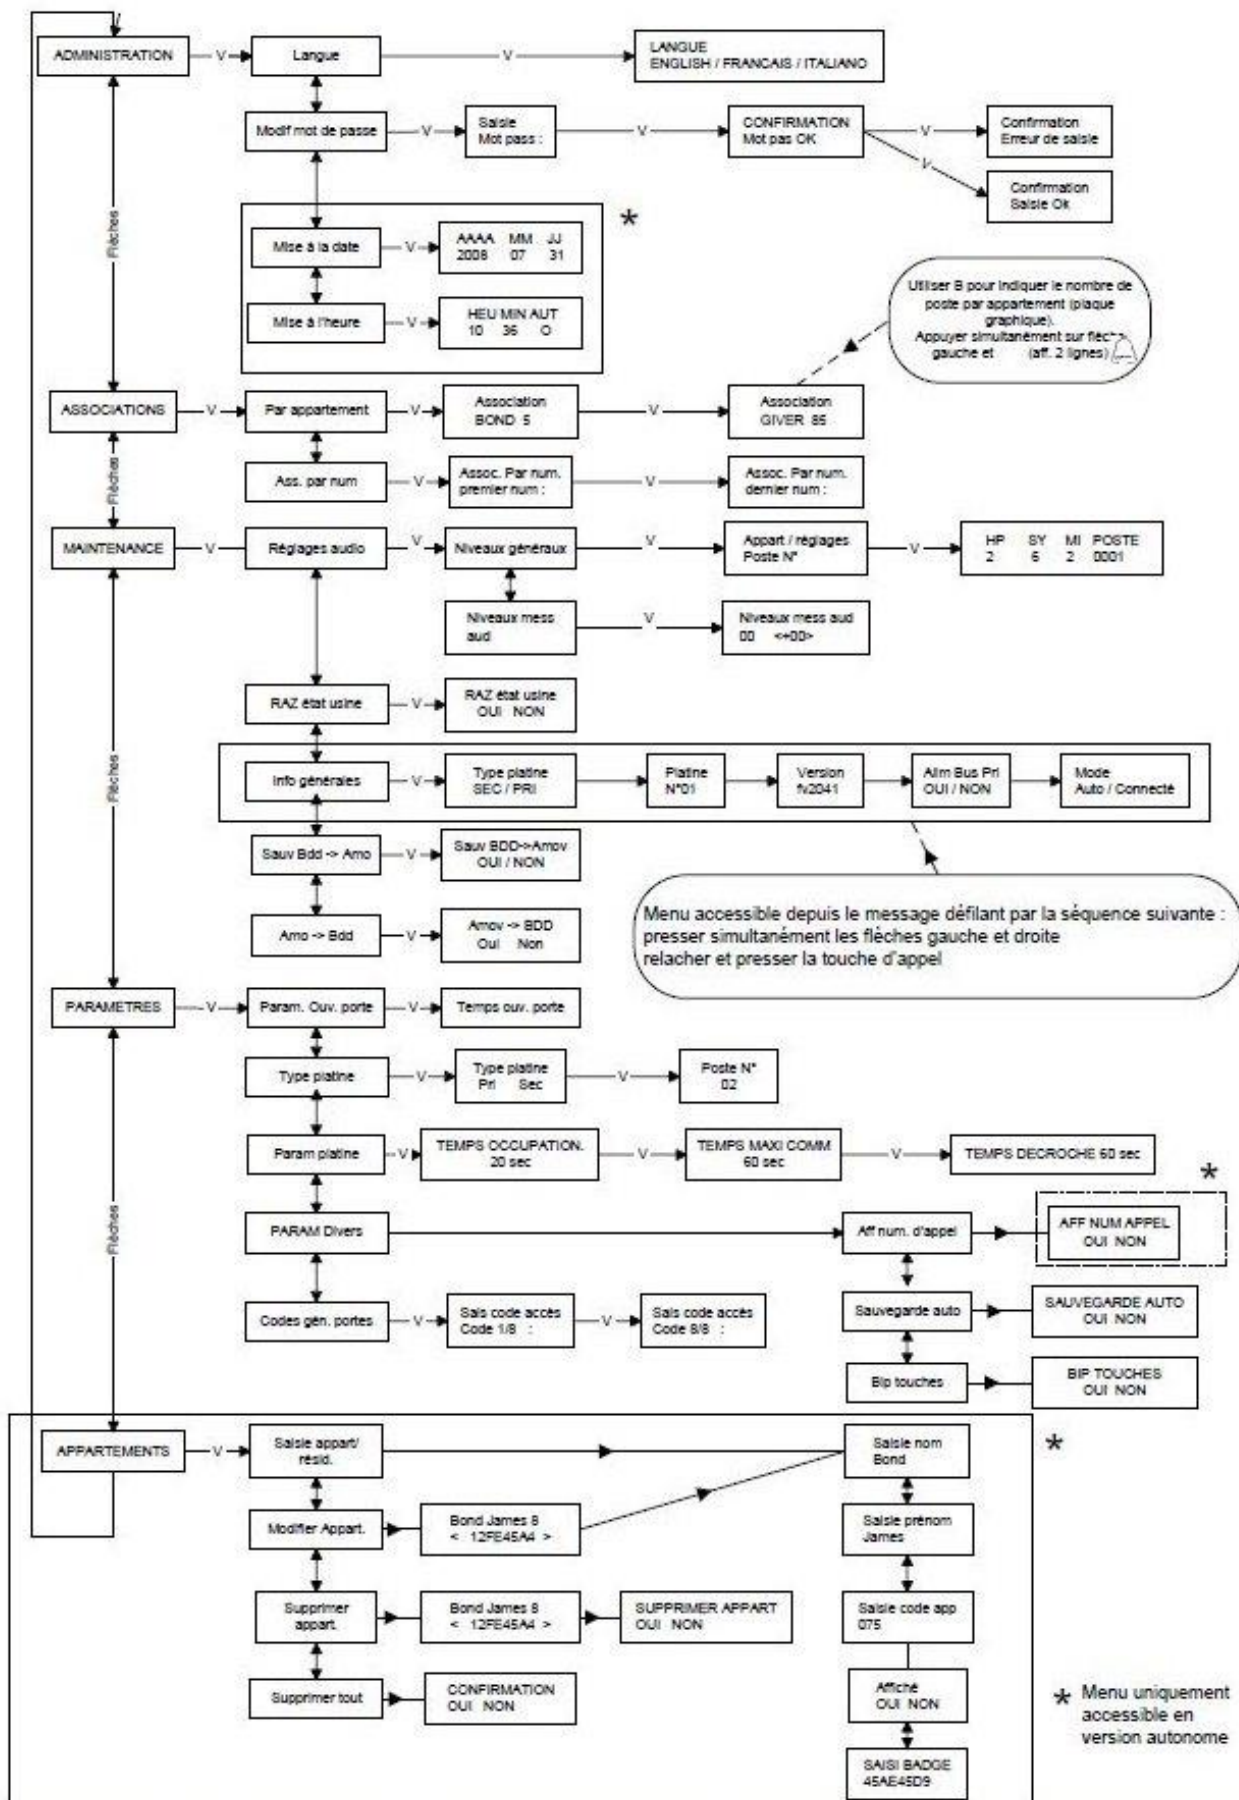 ADMINISTRATION
V
Langue
V
LANGUE
ENGLISH / FRANCAIS / ITALIANO
Modif mot de passe
V
Saisie
Mot pass :
V
CONFIRMATION
Mot pas OK
V
Confirmation
Erreur de saisie
V
Confirmation
Saisie Ok
Flèches
*
Mise à la date
V
AAAA MM JJ
2008 07 31
Mise à l'heure
V
HEU MIN AUT
10 36 O
Utiliser B pour indiquer le nombre de
poste par appartement (plaque
graphique).
Appuyer simultanément sur flèche
gauche et (aff. 2 lignes)
ASSOCIATIONS
V
Par appartement
V
Association
BOND 5
V
Association
GIVER 85
Flèches
Ass. par num
V
Assoc. Par num.
premier num :
V
Assoc. Par num.
dernier num :
MAINTENANCE
V
Réglages audio
V
Niveaux généraux
V
Appart / réglages
Poste N°
V
HP SY MI POSTE
2 6 2 0001
Niveaux mess
aud
V
Niveaux mess aud
00 <+00>
RAZ état usine
V
RAZ état usine
OUI NON
Flèches
Info générales
V
Type platine
SEC / PRI
Platine
N°01
Version
fv2041
Alim Bus Pri
OUI / NON
Mode
Auto / Connecté
Sauv Bdd -> Amo
V
Sauv BDD->Amov
OUI / NON
Amo -> Bdd
V
Amov -> BDD
Oui Non
Menu accessible depuis le message défilant par la séquence suivante :
presser simultanément les flèches gauche et droite
relacher et presser la touche d'appel
PARAMETRES
V
Param. Ouv. porte
V
Temps ouv. porte
Type platine
V
Type platine
Pri Sec
V
Poste N°
02
Param platine
V
TEMPS OCCUPATION.
20 sec
V
TEMPS MAXI COMM
60 sec
V
TEMPS DECROCHE 60 sec
*
Flèches
PARAM Divers
Aff num. d'appel
AFF NUM APPEL
OUI NON
Codes gén. portes
V
Sais code accès
Code 1/8 :
V
Sais code accès
Code 8/8 :
Sauvegarde auto
SAUVEGARDE AUTO
OUI NON
Bip touches
BIP TOUCHES
OUI NON
APPARTEMENTS
V
Saisie appart/
résid.
Saisie nom
Bond
*
Modifier Appart.
Bond James 8
< 12FE45A4 >
Saisie prénom
James
Supprimer
appart.
Bond James 8
< 12FE45A4 >
SUPPRIMER APPART
OUI NON
Saisie code app
075
Supprimer tout
CONFIRMATION
OUI NON
Affiché
OUI NON
SAISI BADGE
45AE45D9
* Menu uniquement
accessible en
version autonome